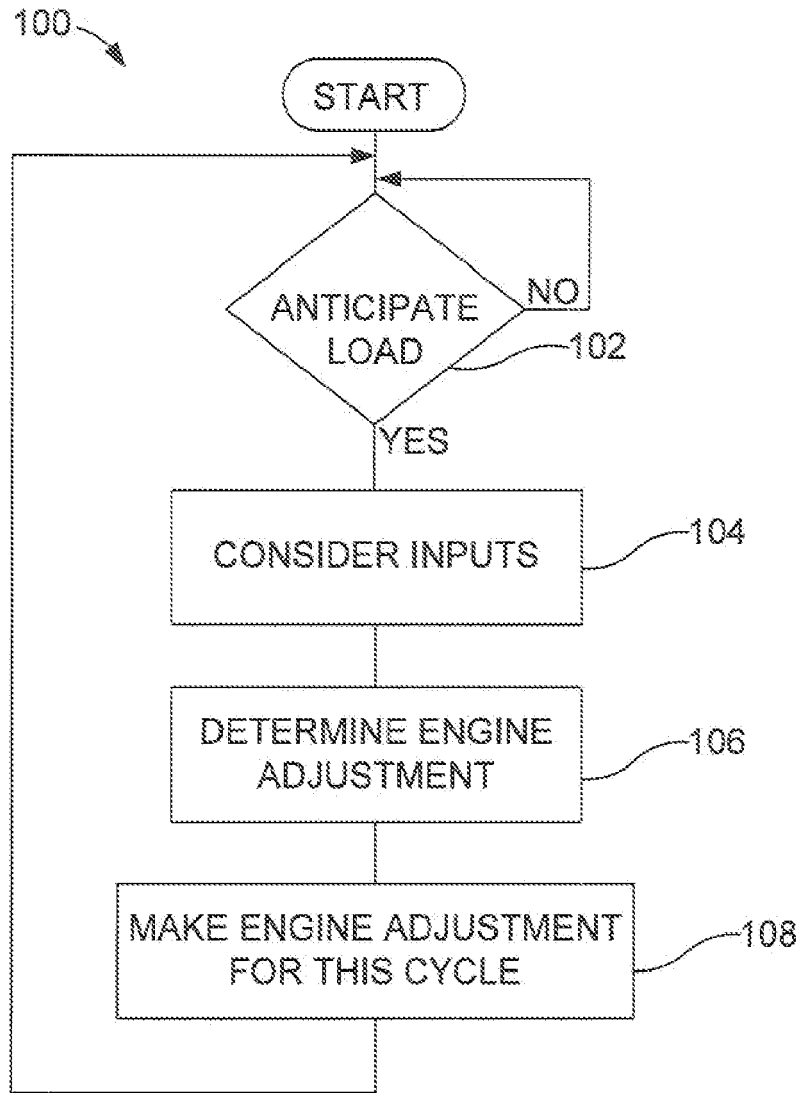 100
START
ANTICIPATE
LOAD
NO
102
YES
CONSIDER INPUTS
104
DETERMINE ENGINE
ADJUSTMENT
106
MAKE ENGINE ADJUSTMENT
FOR THIS CYCLE
108